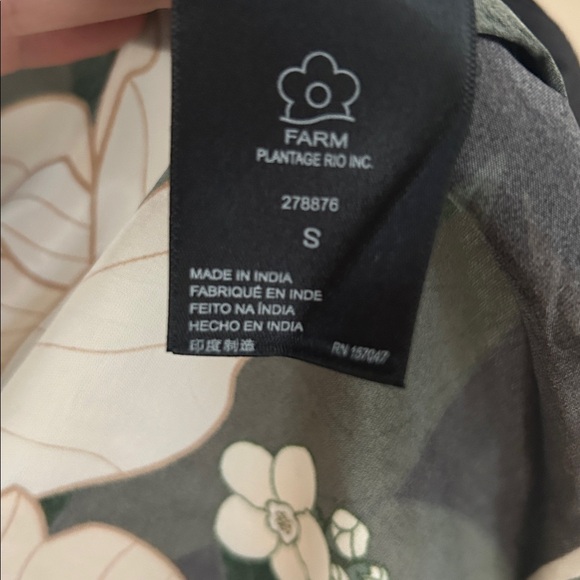 FARM
PLANTAGE RIO INC.
278876
S
MADE IN INDIA
FABRIQUÉ EN INDE
FEITO NA ÍNDIA
HECHO EN INDIA
印度制造
RN 157047